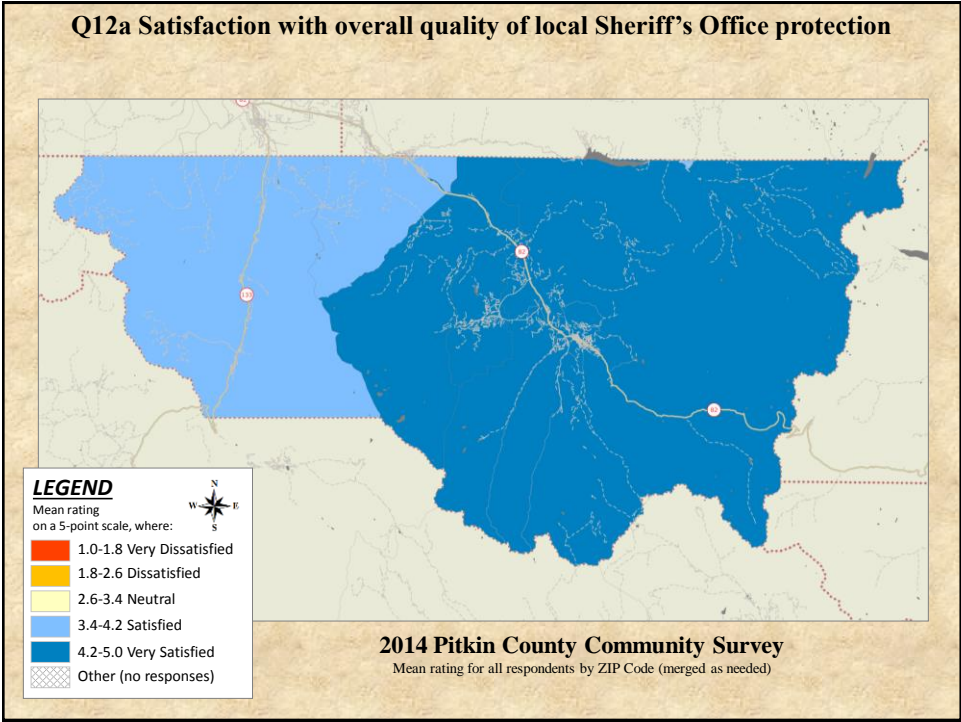 Q12a Satisfaction with overall quality of local Sheriff's Office protection
82
133
82
LEGEND
Mean rating
on a 5-point scale, where:
N
W E
S
1.0-1.8 Very Dissatisfied
1.8-2.6 Dissatisfied
2.6-3.4 Neutral
3.4-4.2 Satisfied
4.2-5.0 Very Satisfied
Other (no responses)
2014 Pitkin County Community Survey
Mean rating for all respondents by ZIP Code (merged as needed)